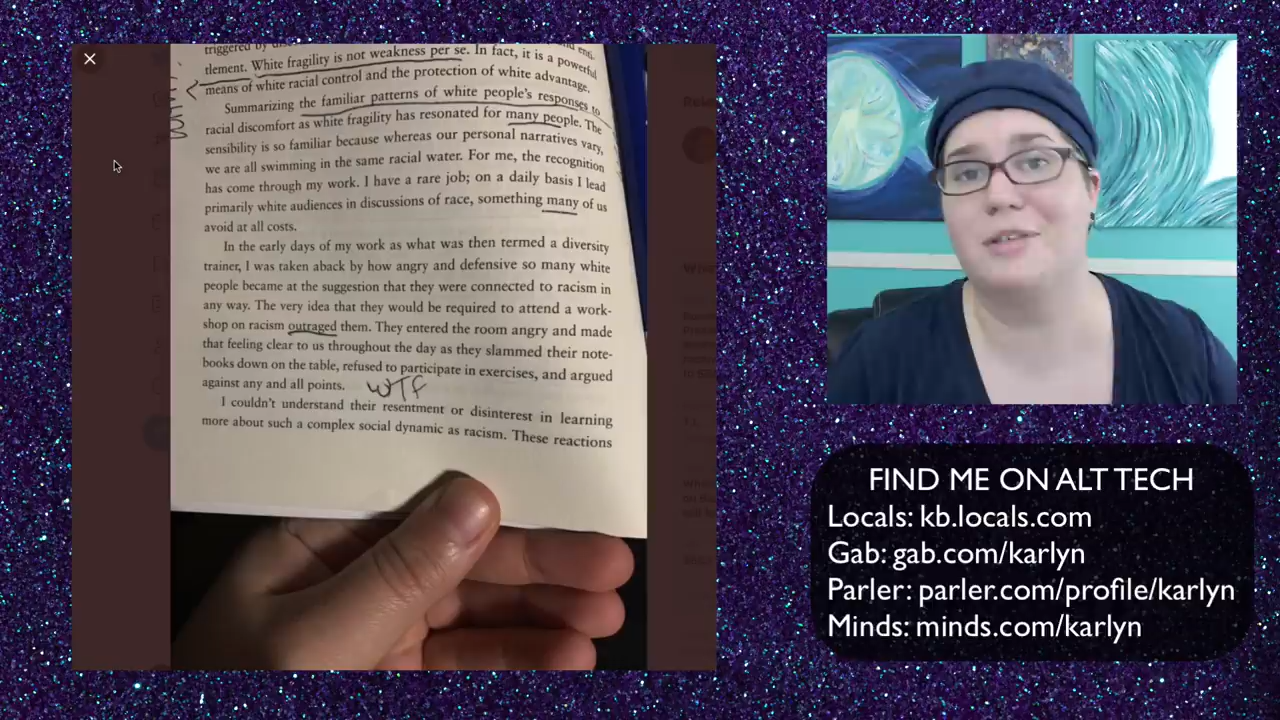 triggered by
tlement. White fragility is not weakness per se. In fact, it is a powerful
means of white racial control and the protection of white advantage.
Summarizing the familiar patterns of white people's responses to
racial discomfort as white fragility has resonated for many people. The
sensibility is so familiar because whereas our personal narratives vary,
we are all swimming in the same racial water. For me, the recognition
has come through my work. I have a rare job; on a daily basis I lead
primarily white audiences in discussions of race, something many of us
avoid at all costs.
In the early days of my work as what was then termed a diversity
trainer, I was taken aback by how angry and defensive so many white
people became at the suggestion that they were connected to racism in
any way. The very idea that they would be required to attend a work-
shop on racism outraged them. They entered the room angry and made
that feeling clear to us throughout the day as they slammed their note-
books down on the table, refused to participate in exercises, and argued
against any and all points.
WTF
I couldn't understand their resentment or disinterest in learning
more about such a complex social dynamic as racism. These reactions
FIND ME ON ALT TECH
Locals: kb.locals.com
Gab: gab.com/karlyn
Parler: parler.com/profile/karlyn
Minds: minds.com/karlyn